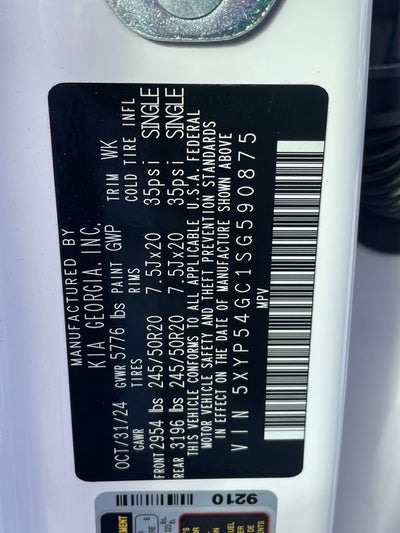 MANUFACTURED BY
KIA GEORGIA, INC.
OCT/31/24 GVWR 5776 lbs PAINT GWP TRIM WK
GAWR TIRES RIMS COLD TIRE INFL
FRONT 2954 lbs 245/50R20 7.5Jx20 35psi SINGLE
REAR 3196 lbs 245/50R20 7.5Jx20 35psi SINGLE
THIS VEHICLE CONFORMS TO ALL APPLICABLE U.S.A. FEDERAL
MOTOR VEHICLE SAFETY AND THEFT PREVENTION STANDARDS
IN EFFECT ON THE DATE OF MANUFACTURE SHOWN ABOVE
VIN 5XYP54GC1SG590875
MPV
9210